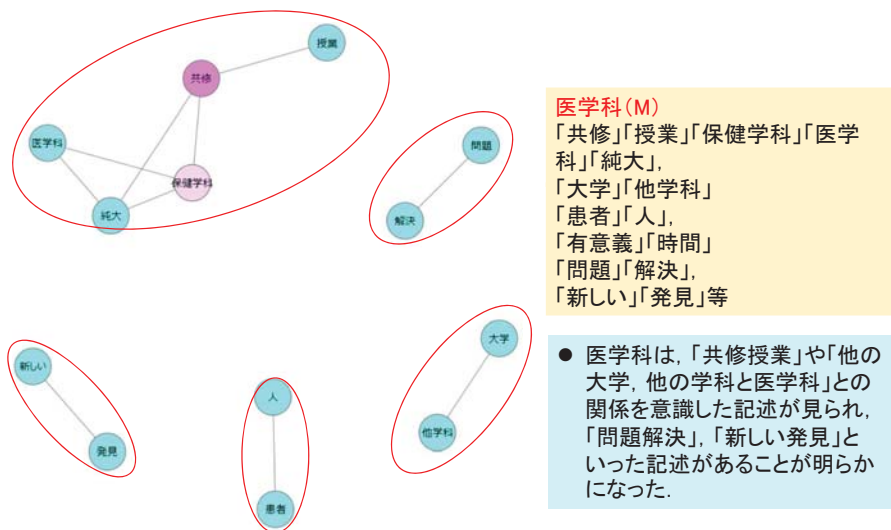 授業
共修
医学科
保健学科
純大
問題
解決
新しい
発見
人
患者
大学
他学科
医学科(M)
「共修」「授業」「保健学科」「医学
科」「純大」,
「大学」「他学科」
「患者」「人」,
「有意義」「時間」
「問題」「解決」,
「新しい」「発見」等
● 医学科は,「共修授業」や「他の
大学, 他の学科と医学科」との
関係を意識した記述が見られ,
「問題解決」,「新しい発見」と
いった記述があることが明らか
になった.